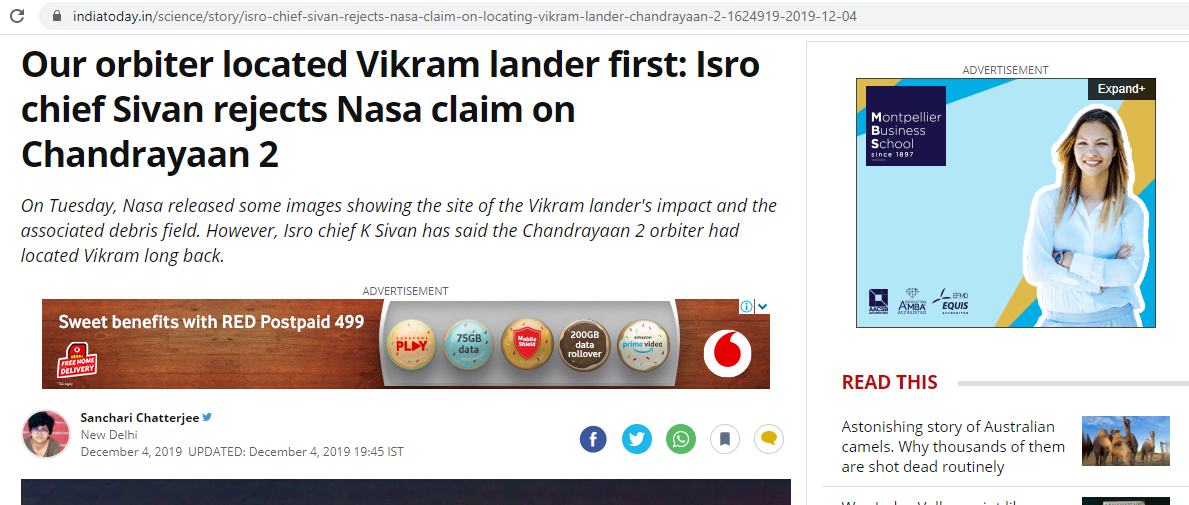 indiatoday.in/science/story/isro-chief-sivan-rejects-nasa-claim-on-locating-vikram-lander-chandrayaan-2-1624919-2019-12-04
Our orbiter located Vikram lander first: Isro
chief Sivan rejects Nasa claim on
Chandrayaan 2
On Tuesday, Nasa released some images showing the site of the Vikram lander's impact and the
associated debris field. However, Isro chief K Sivan has said the Chandrayaan 2 orbiter had
located Vikram long back.
ADVERTISEMENT
Sweet benefits with RED Postpaid 499
FREE HOME
DELIVERY
VODAFONE
PLAY
75GB
data
Mobile
Shield
200GB
data
rollover
amazon
prime video
Sanchari Chatterjee
New Delhi
December 4, 2019 UPDATED: December 4, 2019 19:45 IST
ADVERTISEMENT
Expand+
Montpellier
Business
School
since 1897
ASSOCIATION
AMBA
ACCREDITED
EFMD
EQUIS
ACCREDITED
READ THIS
Astonishing story of Australian
camels. Why thousands of them
are shot dead routinely